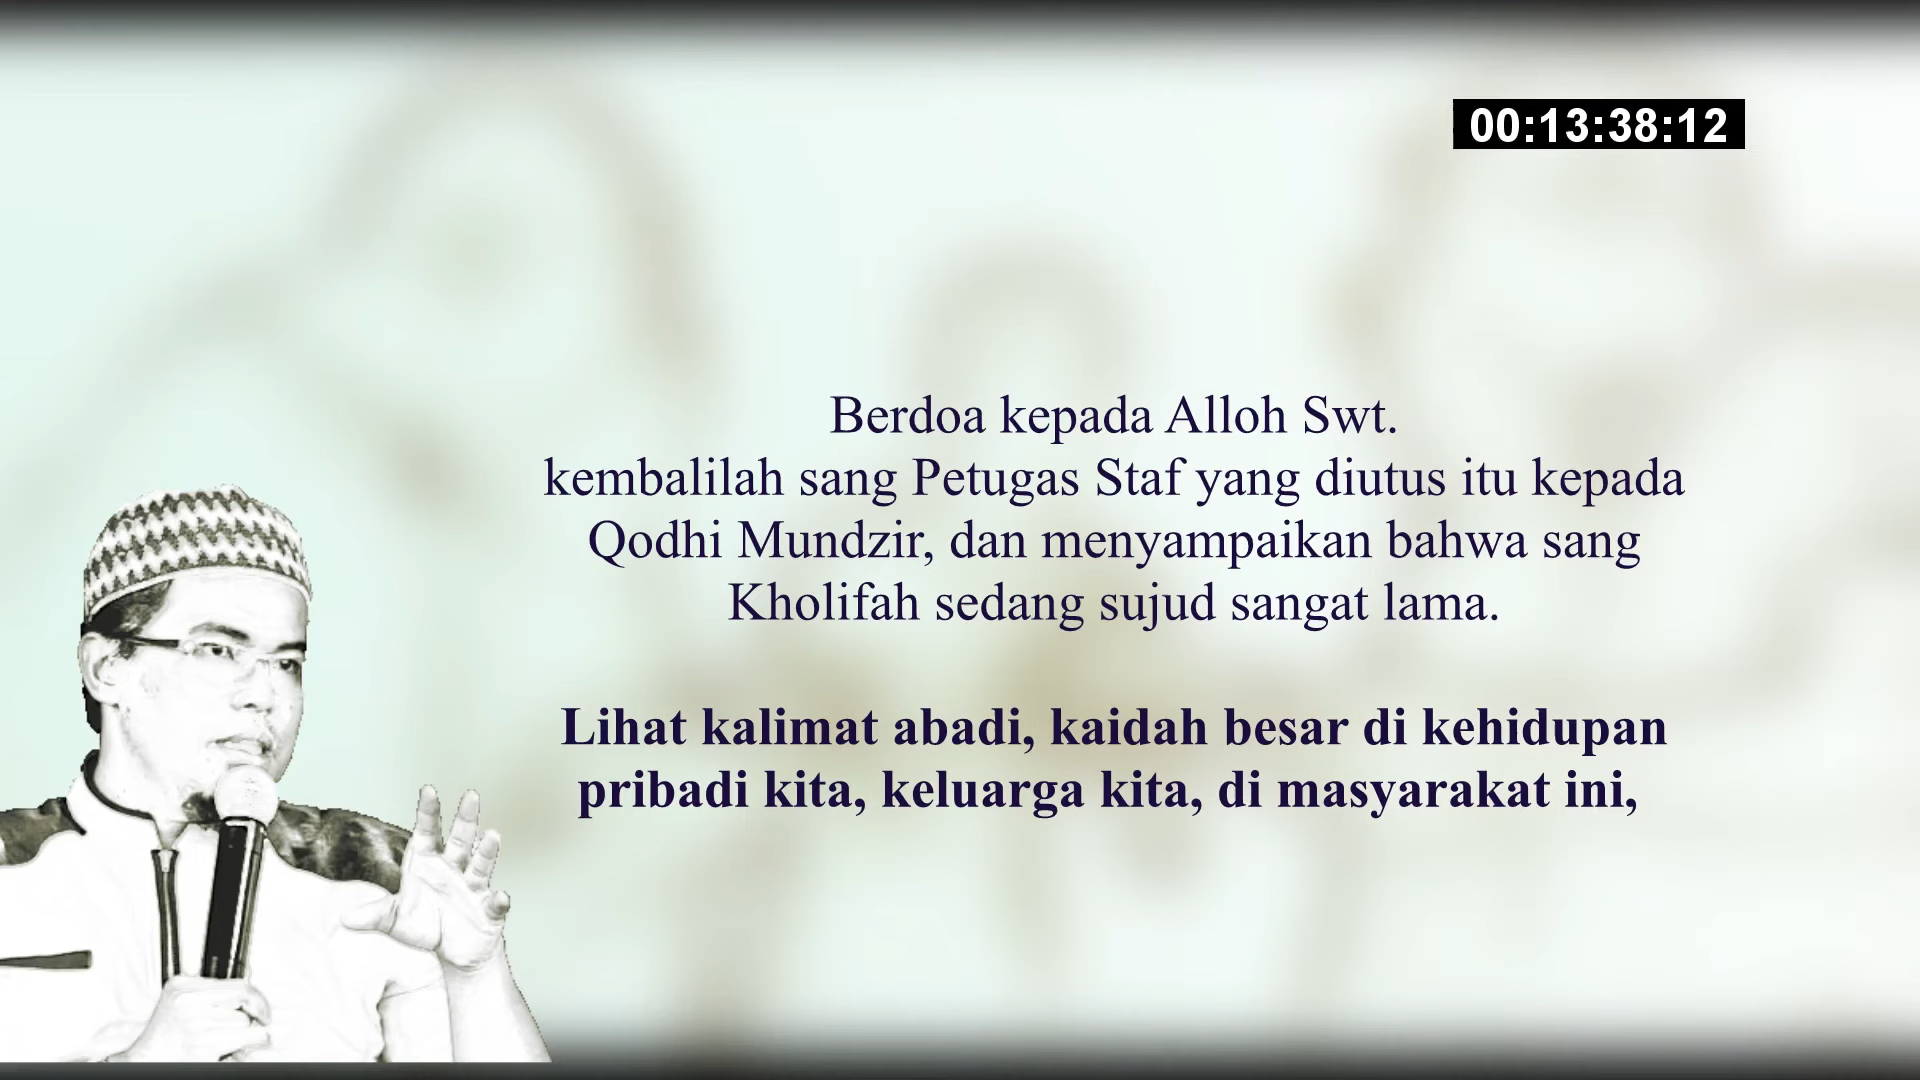 00:13:38:12
Berdoa kepada Alloh Swt.
kembalilah sang Petugas Staf yang diutus itu kepada
Qodhi Mundzir, dan menyampaikan bahwa sang
Kholifah sedang sujud sangat lama.
Lihat kalimat abadi, kaidah besar di kehidupan
pribadi kita, keluarga kita, di masyarakat ini,